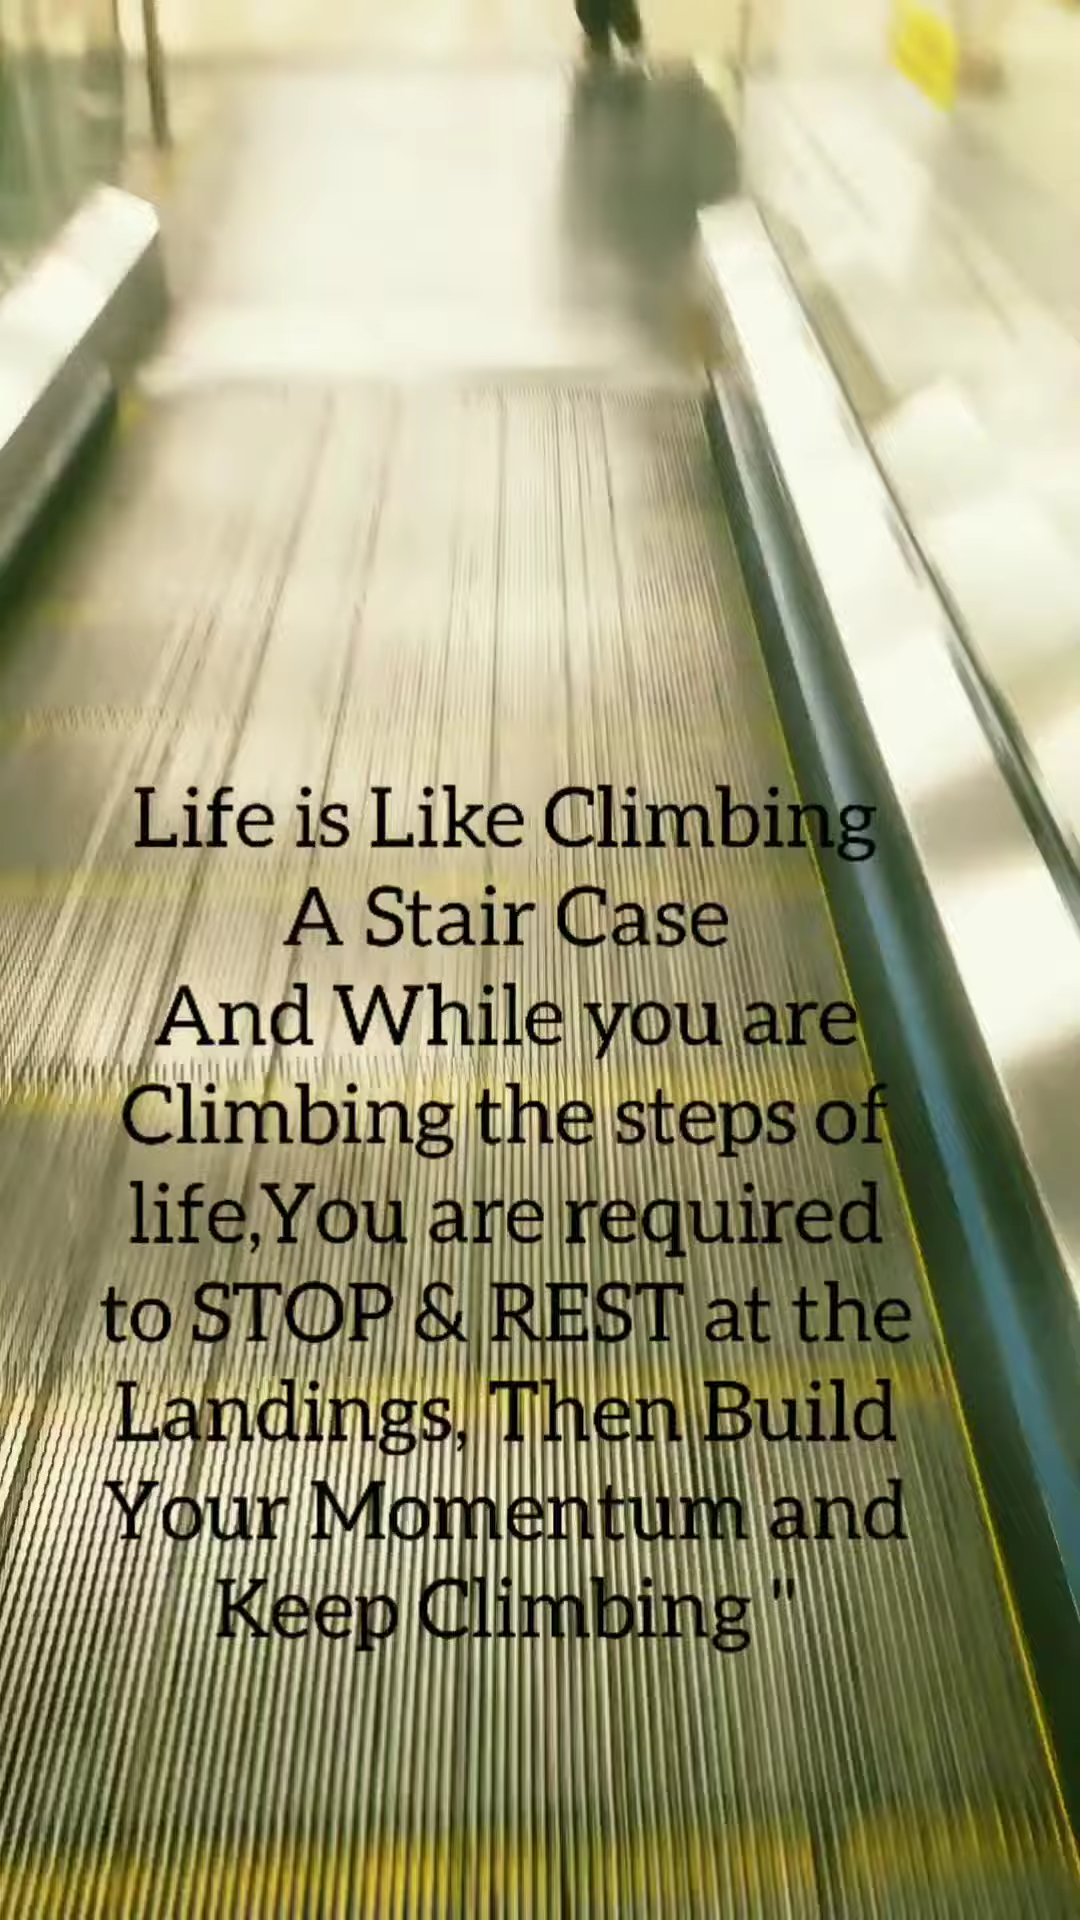 Life is Like Climbing
A Stair Case
And While you are
Climbing the steps of
life,You are required
to STOP & REST at the
Landings, Then Build
Your Momentum and
Keep Climbing "